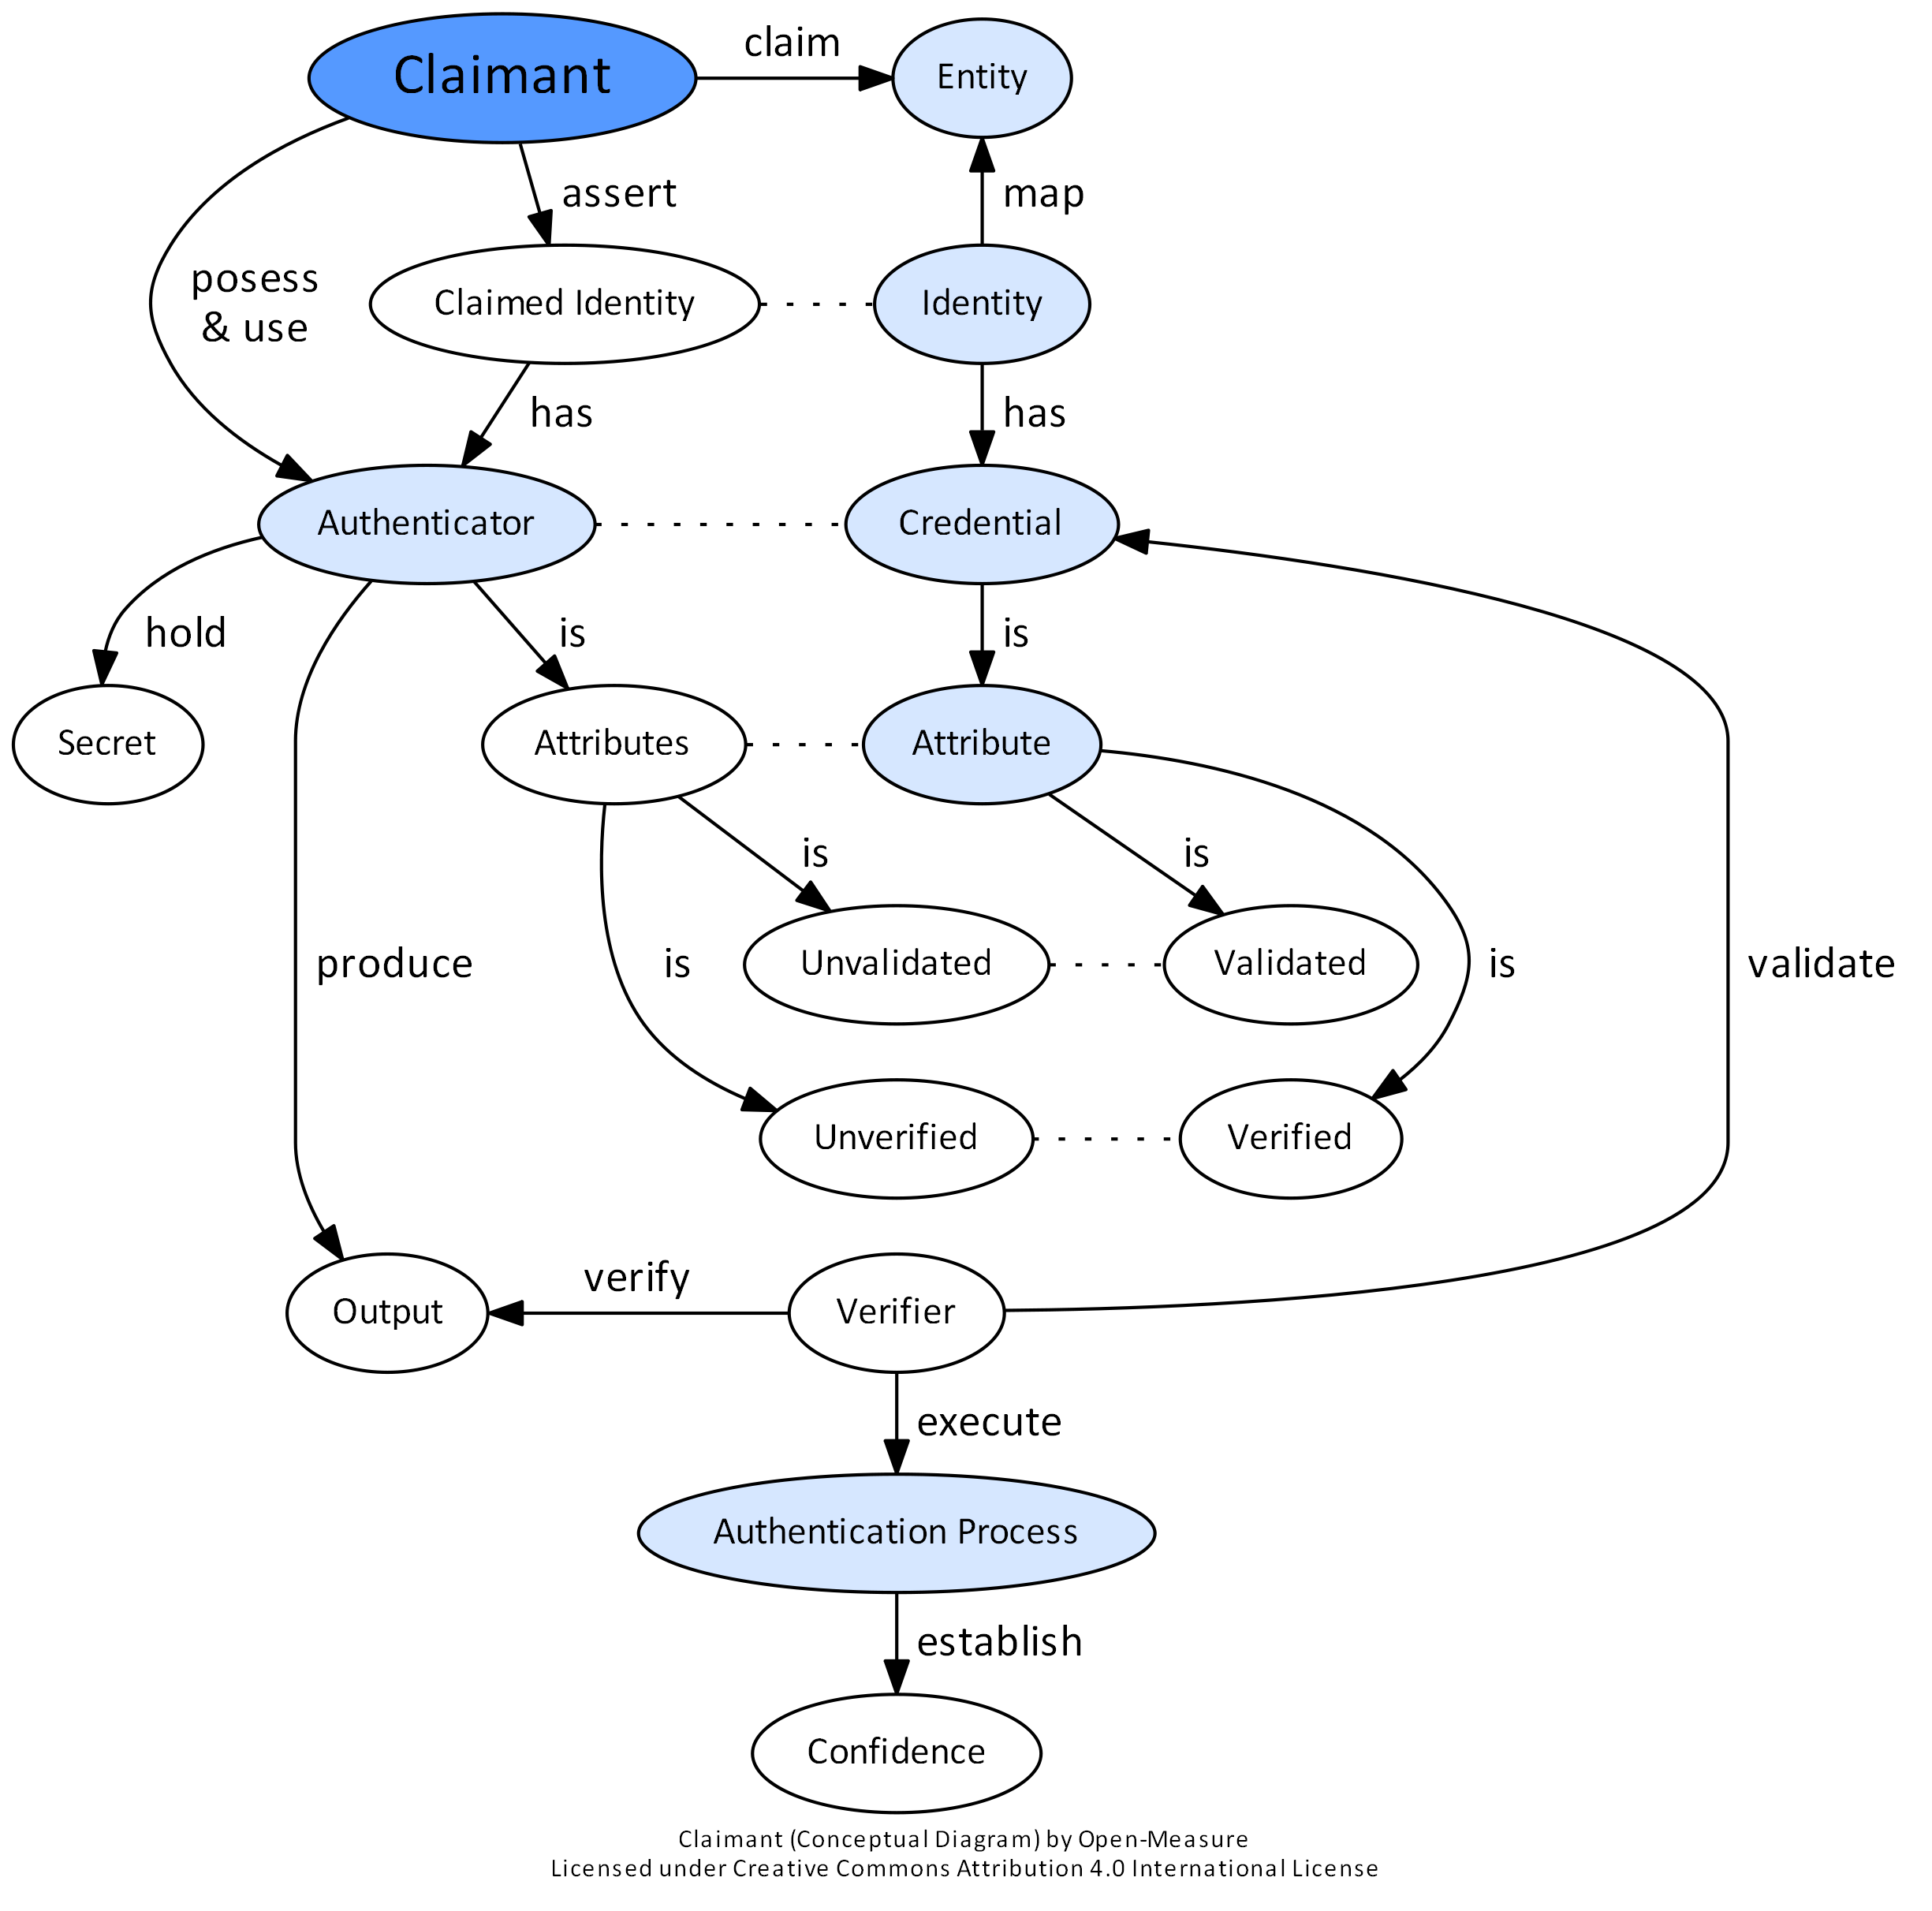 Claimant
claim
Entity
assert
map
posess
& use
Claimed Identity
Identity
has
has
Authenticator
Credential
hold
is
is
Secret
Attributes
Attribute
is
is
produce
is
Unvalidated
Validated
is
validate
Unverified
Verified
verify
Output
Verifier
execute
Authentication Process
establish
Confidence
Claimant (Conceptual Diagram) by Open-Measure
Licensed under Creative Commons Attribution 4.0 International License